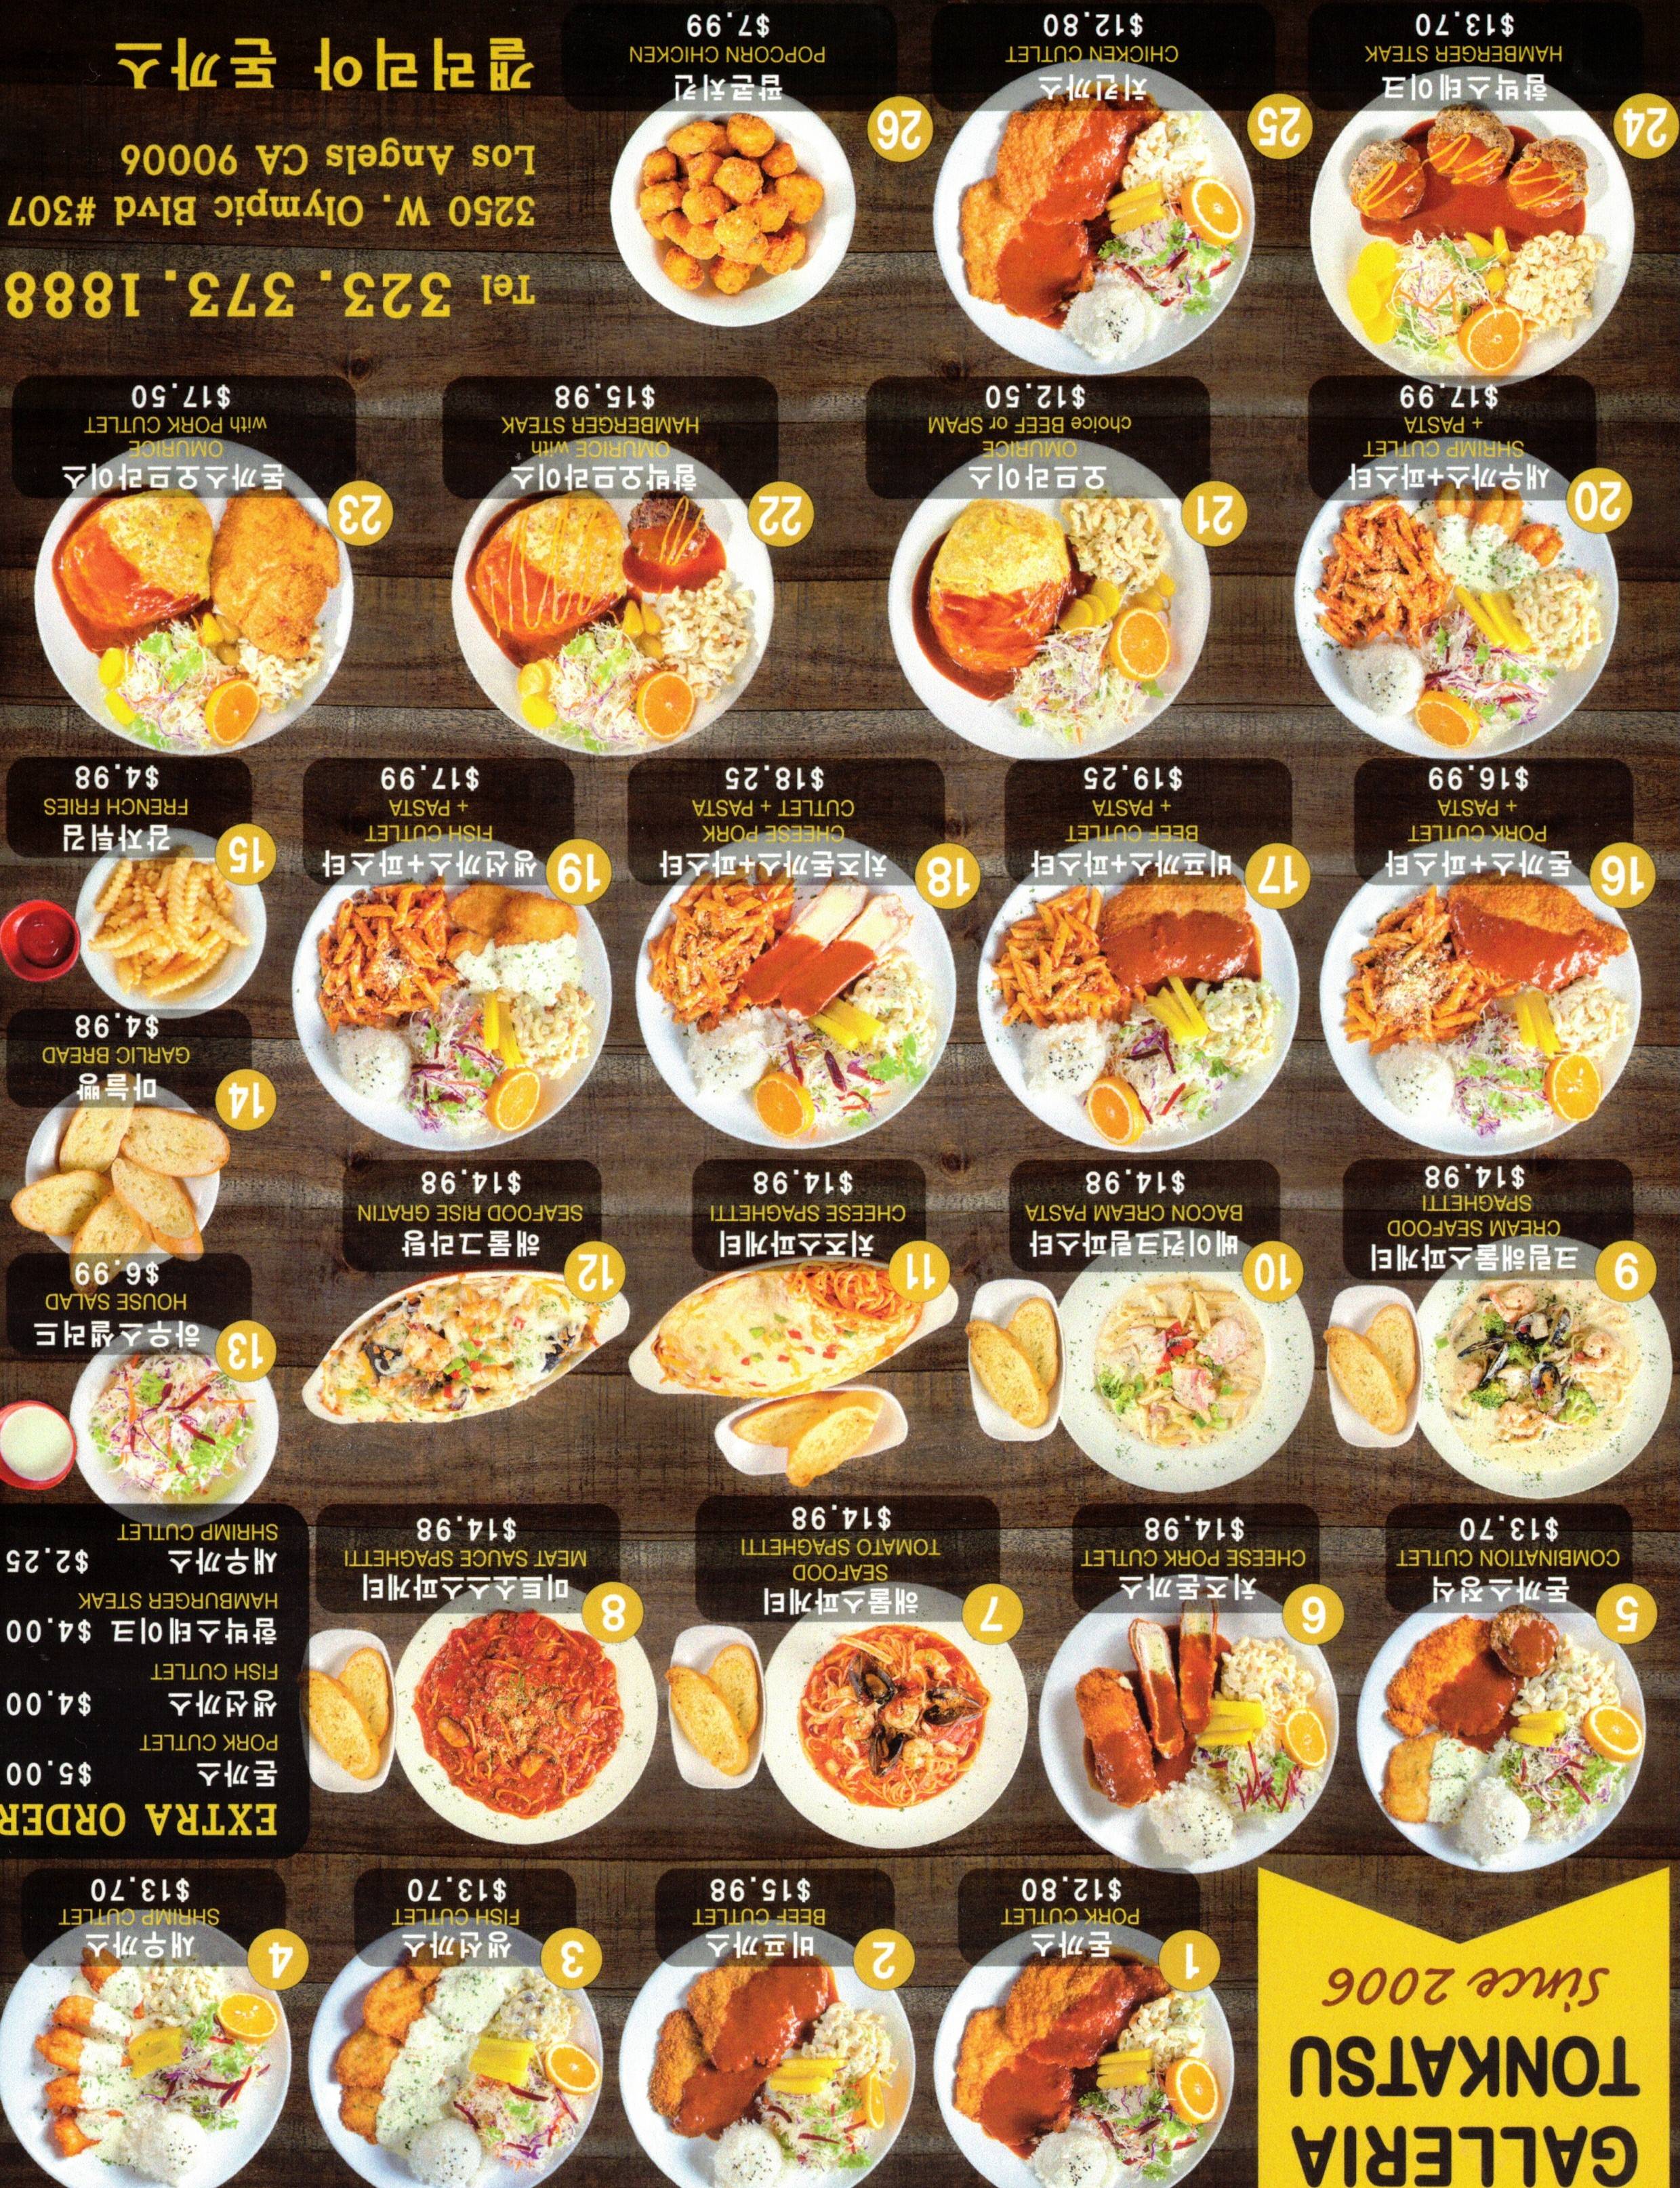 GALLERIA
TONKATSU
Since 2006
1
돈까스
PORK CUTLET
$12.80
2
비프까스
BEEF CUTLET
$15.98
3
생선까스
FISH CUTLET
$13.70
4
새우까스
SHRIMP CUTLET
$13.70
5
돈까스정식
COMBINATION CUTLET
$13.70
6
치즈돈까스
CHEESE PORK CUTLET
$14.98
7
해물스파게티
SEAFOOD
TOMATO SPAGHETTI
$14.98
8
미트소스스파게티
MEAT SAUCE SPAGHETTI
$14.98
EXTRA ORDER
돈까스 $5.00
PORK CUTLET
생선까스 $4.00
FISH CUTLET
함박스테이크 $4.00
HAMBURGER STEAK
새우까스 $2.25
SHRIMP CUTLET
9
크림해물스파게티
CREAM SEAFOOD
SPAGHETTI
$14.98
10
베이컨크림파스타
BACON CREAM PASTA
$14.98
11
치즈스파게티
CHEESE SPAGHETTI
$14.98
12
해물그라탕
SEAFOOD RISE GRATIN
$14.98
13
하우스샐러드
HOUSE SALAD
$6.99
14
마늘빵
GARLIC BREAD
$4.98
15
감자튀김
FRENCH FRIES
$4.98
16
돈까스+파스타
PORK CUTLET
+ PASTA
$16.99
17
비프까스+파스타
BEEF CUTLET
+ PASTA
$19.25
18
치즈돈까스+파스타
CHEESE PORK
CUTLET + PASTA
$18.25
19
생선까스+파스타
FISH CUTLET
+ PASTA
$17.99
20
새우까스+파스타
SHRIMP CUTLET
+ PASTA
$17.99
21
오므라이스
OMURICE
choice BEEF or SPAM
$12.50
22
함박오므라이스
OMURICE with
HAMBERGER STEAK
$15.98
23
돈까스오므라이스
OMURICE
with PORK CUTLET
$17.50
24
함박스테이크
HAMBERGER STEAK
$13.70
25
치킨까스
CHICKEN CUTLET
$12.80
26
팝콘치킨
POPCORN CHICKEN
$7.99
Tel 323. 373. 1888
3250 W. Olympic Blvd #307
Los Angels CA 90006
갤러리아 돈까스